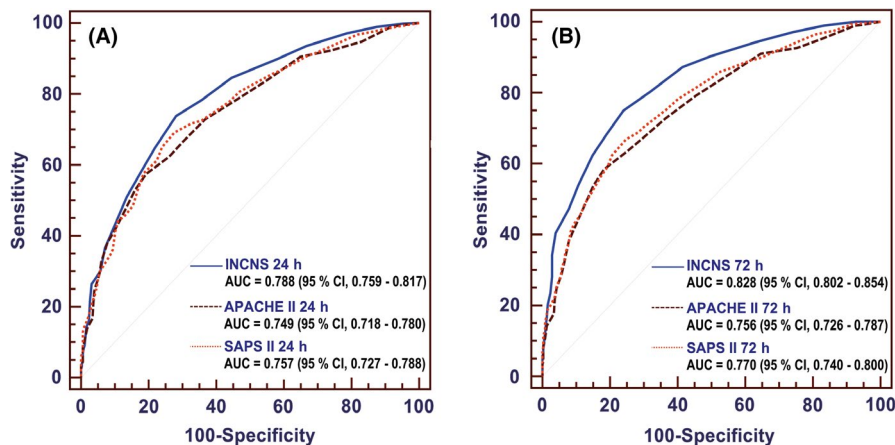 (A)
Sensitivity
100
80
60
40
20
0
INCNS 24 h
AUC = 0.788 (95 % CI, 0.759 - 0.817)
APACHE II 24 h
AUC = 0.749 (95 % CI, 0.718 - 0.780)
SAPS II 24 h
AUC = 0.757 (95 % CI, 0.727 - 0.788)
0 20 40 60 80 100
100-Specificity
(B)
Sensitivity
100
80
60
40
20
0
INCNS 72 h
AUC = 0.828 (95 % CI, 0.802 - 0.854)
APACHE II 72 h
AUC = 0.756 (95 % CI, 0.726 - 0.787)
SAPS II 72 h
AUC = 0.770 (95 % CI, 0.740 - 0.800)
0 20 40 60 80 100
100-Specificity